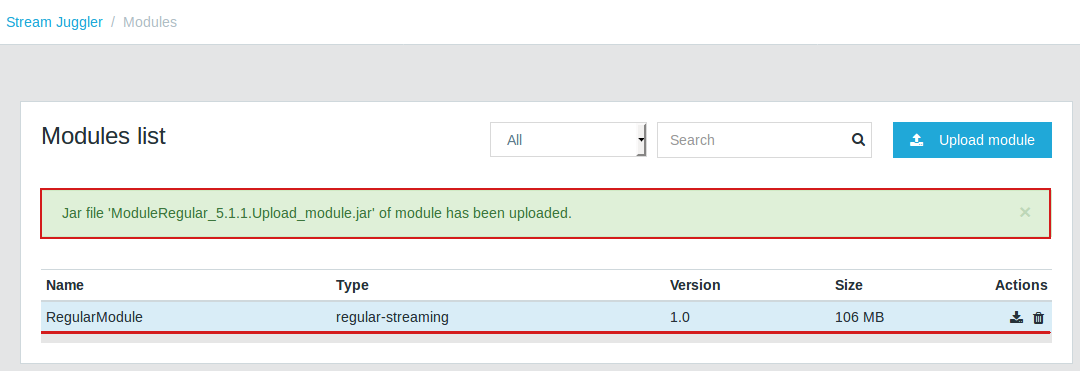 Stream Juggler / Modules
Modules list
All
Search
Upload module
Jar file 'ModuleRegular_5.1.1.Upload_module.jar' of module has been uploaded. ×
Name Type Version Size Actions
RegularModule regular-streaming 1.0 106 MB